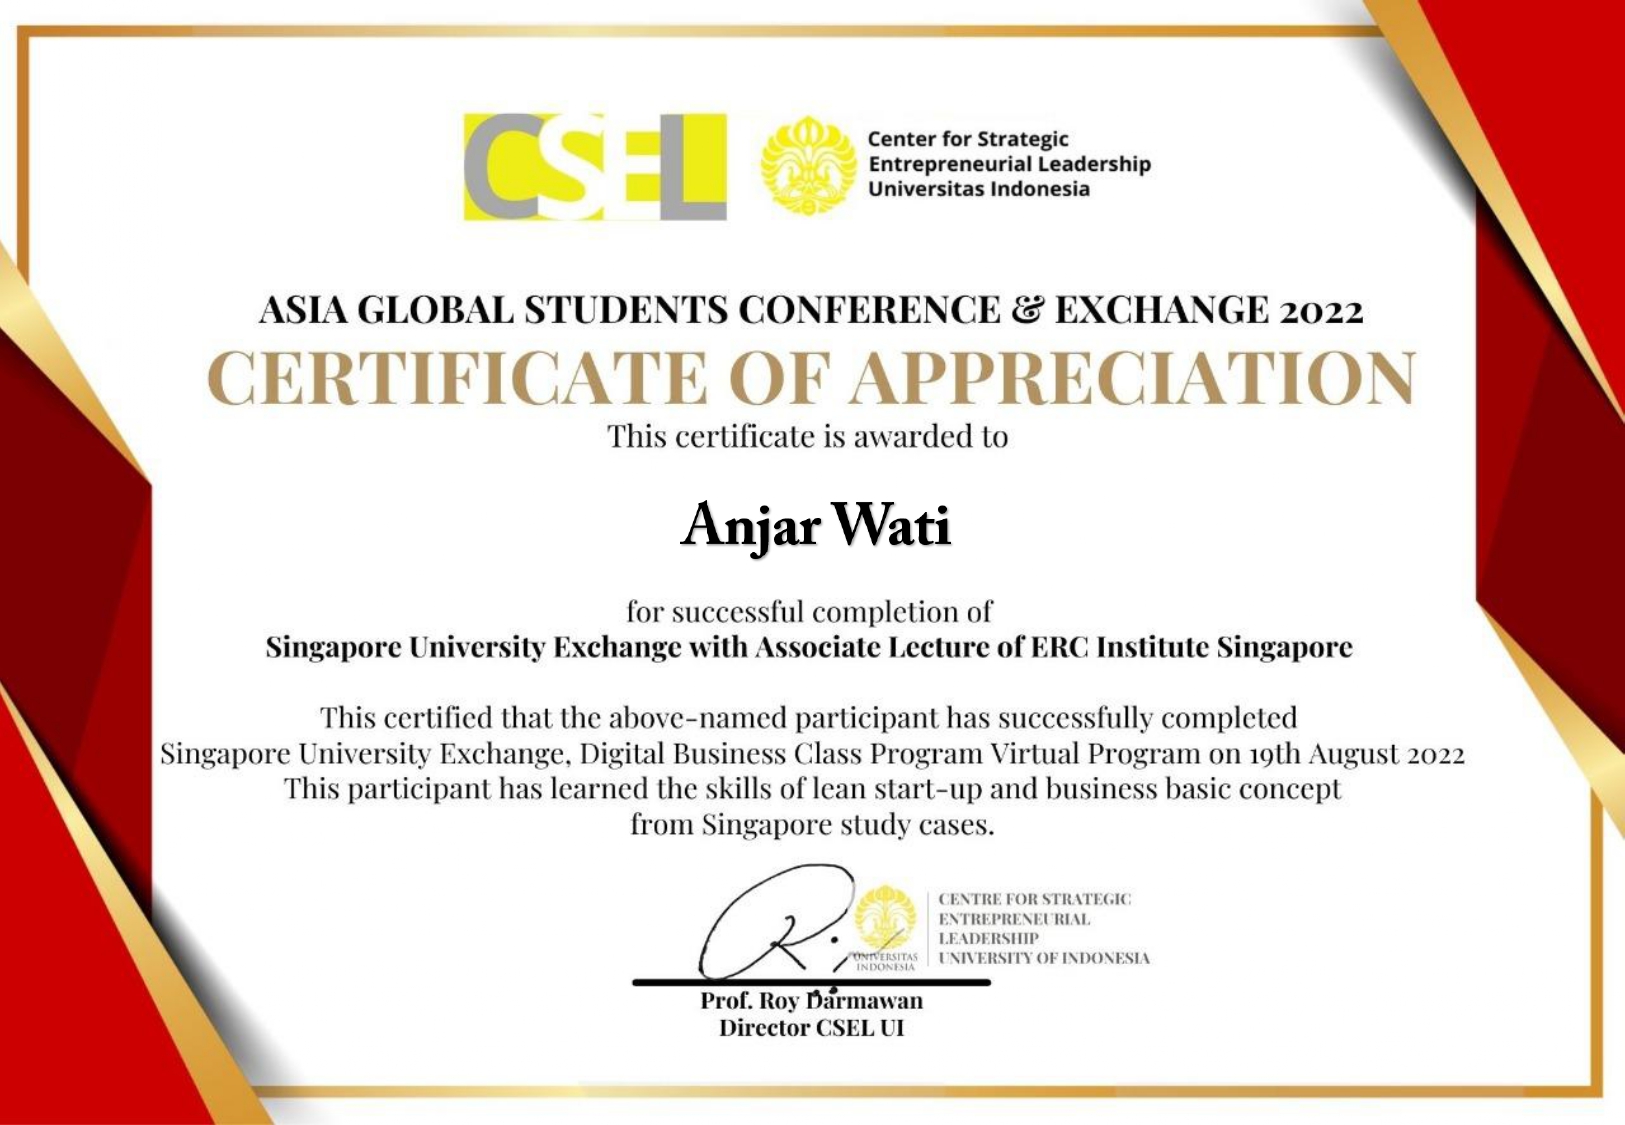 CSEL
Center for Strategic
Entrepreneurial Leadership
Universitas Indonesia
ASIA GLOBAL STUDENTS CONFERENCE & EXCHANGE 2022
CERTIFICATE OF APPRECIATION
This certificate is awarded to
Anjar Wati
for successful completion of
Singapore University Exchange with Associate Lecture of ERC Institute Singapore
This certified that the above-named participant has successfully completed
Singapore University Exchange, Digital Business Class Program Virtual Program on 19th August 2022
This participant has learned the skills of lean start-up and business basic concept
from Singapore study cases.
UNIVERSITAS
INDONESIA
CENTRE FOR STRATEGIC
ENTREPRENEURIAL
LEADERSHIP
UNIVERSITY OF INDONESIA
Prof. Roy Darmawan
Director CSEL UI